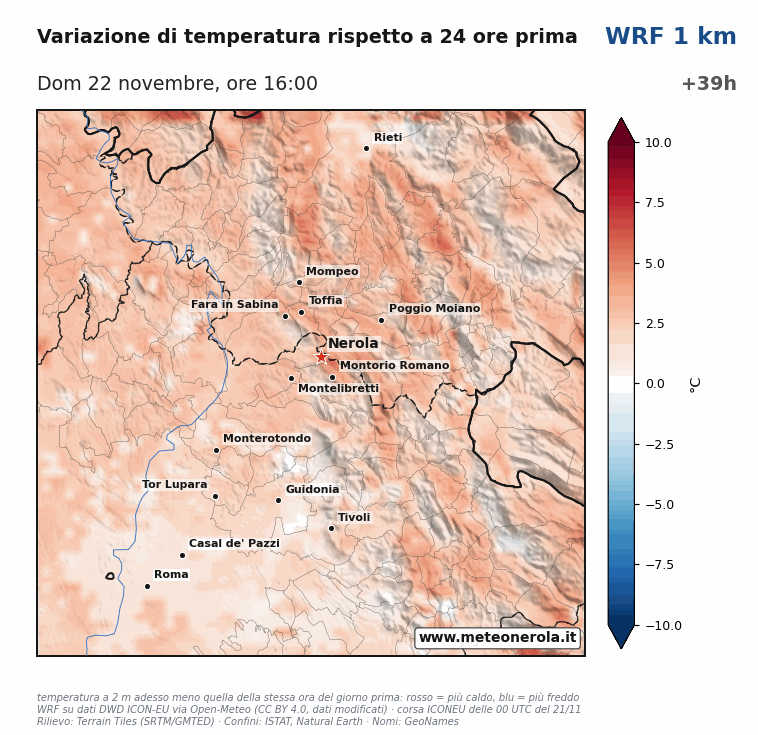 Variazione di temperatura rispetto a 24 ore prima
WRF 1 km
Dom 22 novembre, ore 16:00
+39h
Rieti
Mompeo
Fara in Sabina
Toffia
Poggio Moiano
Nerola
Montorio Romano
Montelibretti
Monterotondo
Tor Lupara
Guidonia
Tivoli
Casal de' Pazzi
Roma
www.meteonerola.it
10.0
7.5
5.0
2.5
0.0
−2.5
−5.0
−7.5
−10.0
°C
temperatura a 2 m adesso meno quella della stessa ora del giorno prima: rosso = più caldo, blu = più freddo
WRF su dati DWD ICON-EU via Open-Meteo (CC BY 4.0, dati modificati) · corsa ICONEU delle 00 UTC del 21/11
Rilievo: Terrain Tiles (SRTM/GMTED) · Confini: ISTAT, Natural Earth · Nomi: GeoNames